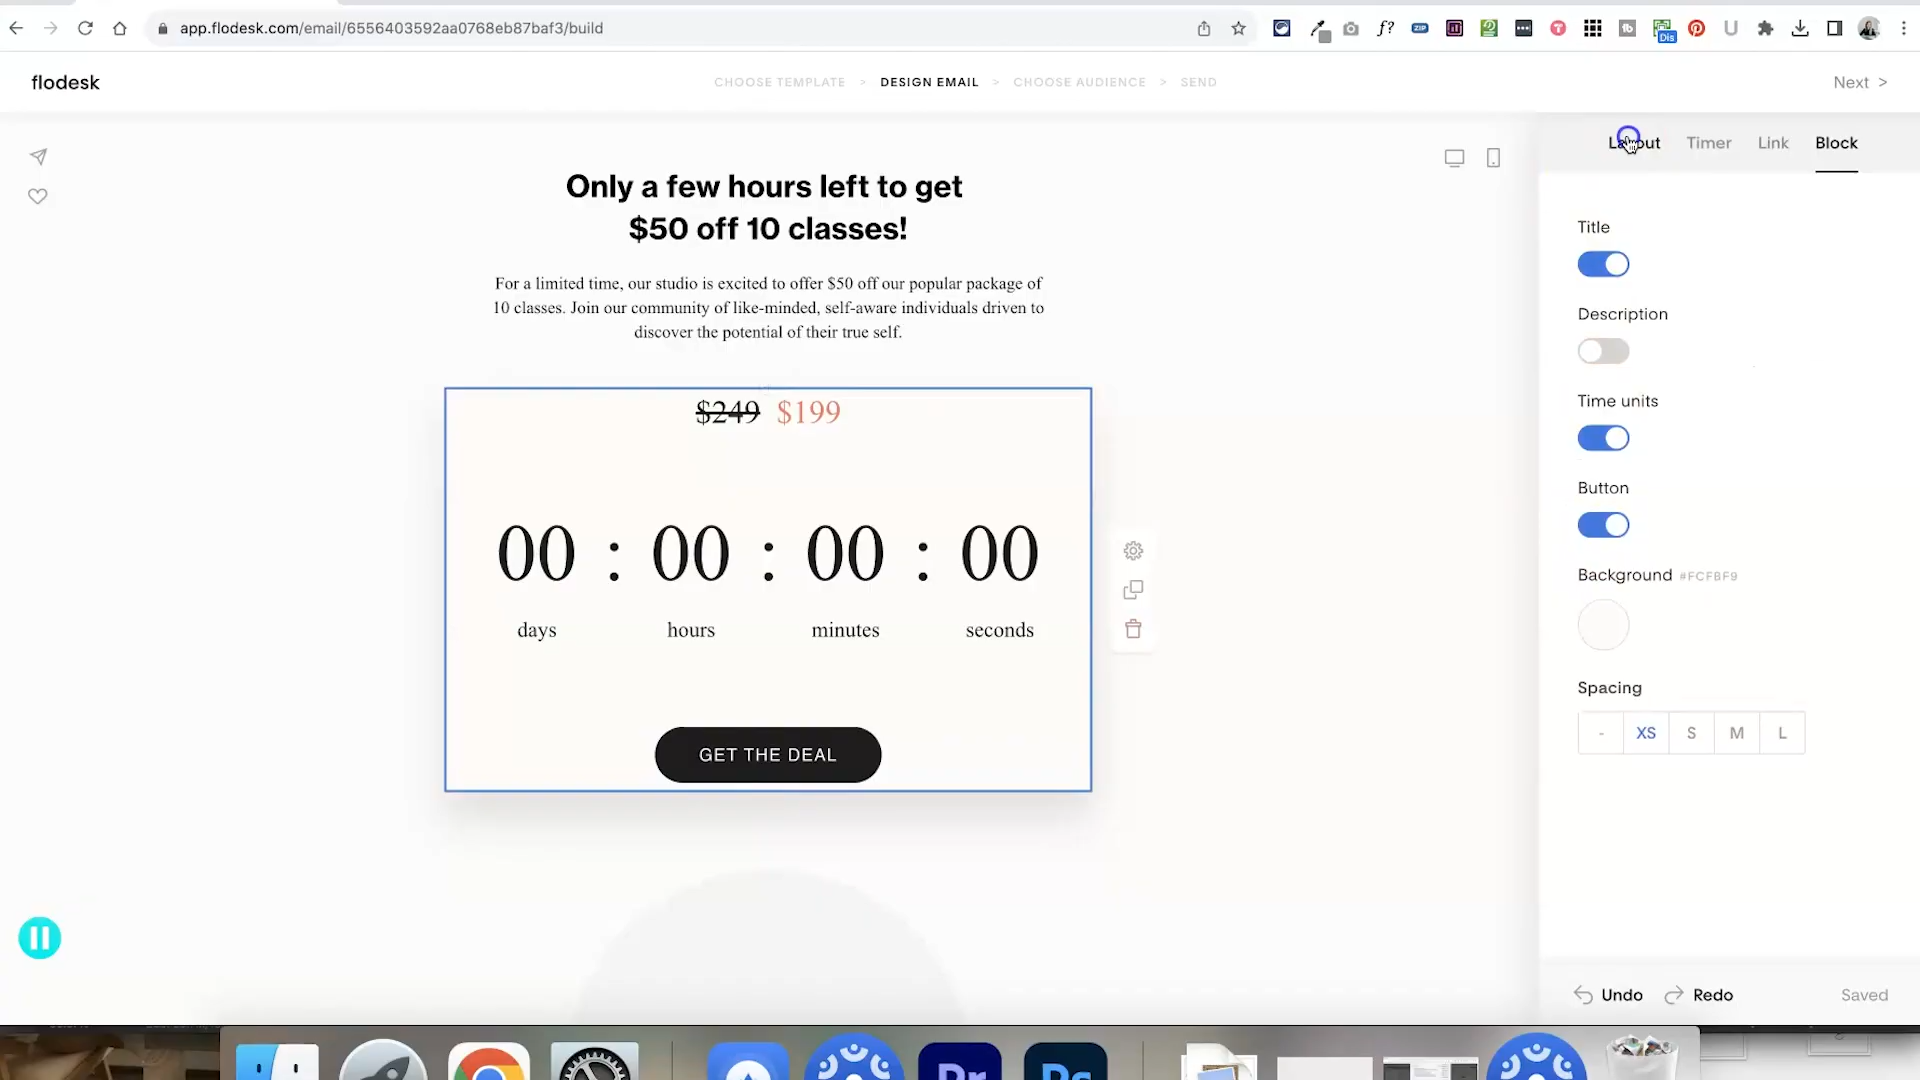 app.flodesk.com/email/6556403592aa0768eb87baf3/build
f?
ZIP
Dis
flodesk
CHOOSE TEMPLATE > DESIGN EMAIL > CHOOSE AUDIENCE > SEND
Next >
Layout Timer Link Block
Only a few hours left to get
$50 off 10 classes!
For a limited time, our studio is excited to offer $50 off our popular package of
10 classes. Join our community of like-minded, self-aware individuals driven to
discover the potential of their true self.
$249 $199
00 : 00 : 00 : 00
days hours minutes seconds
GET THE DEAL
Title
Description
Time units
Button
Background #FCFBF9
Spacing
- XS S M L
Undo Redo Saved